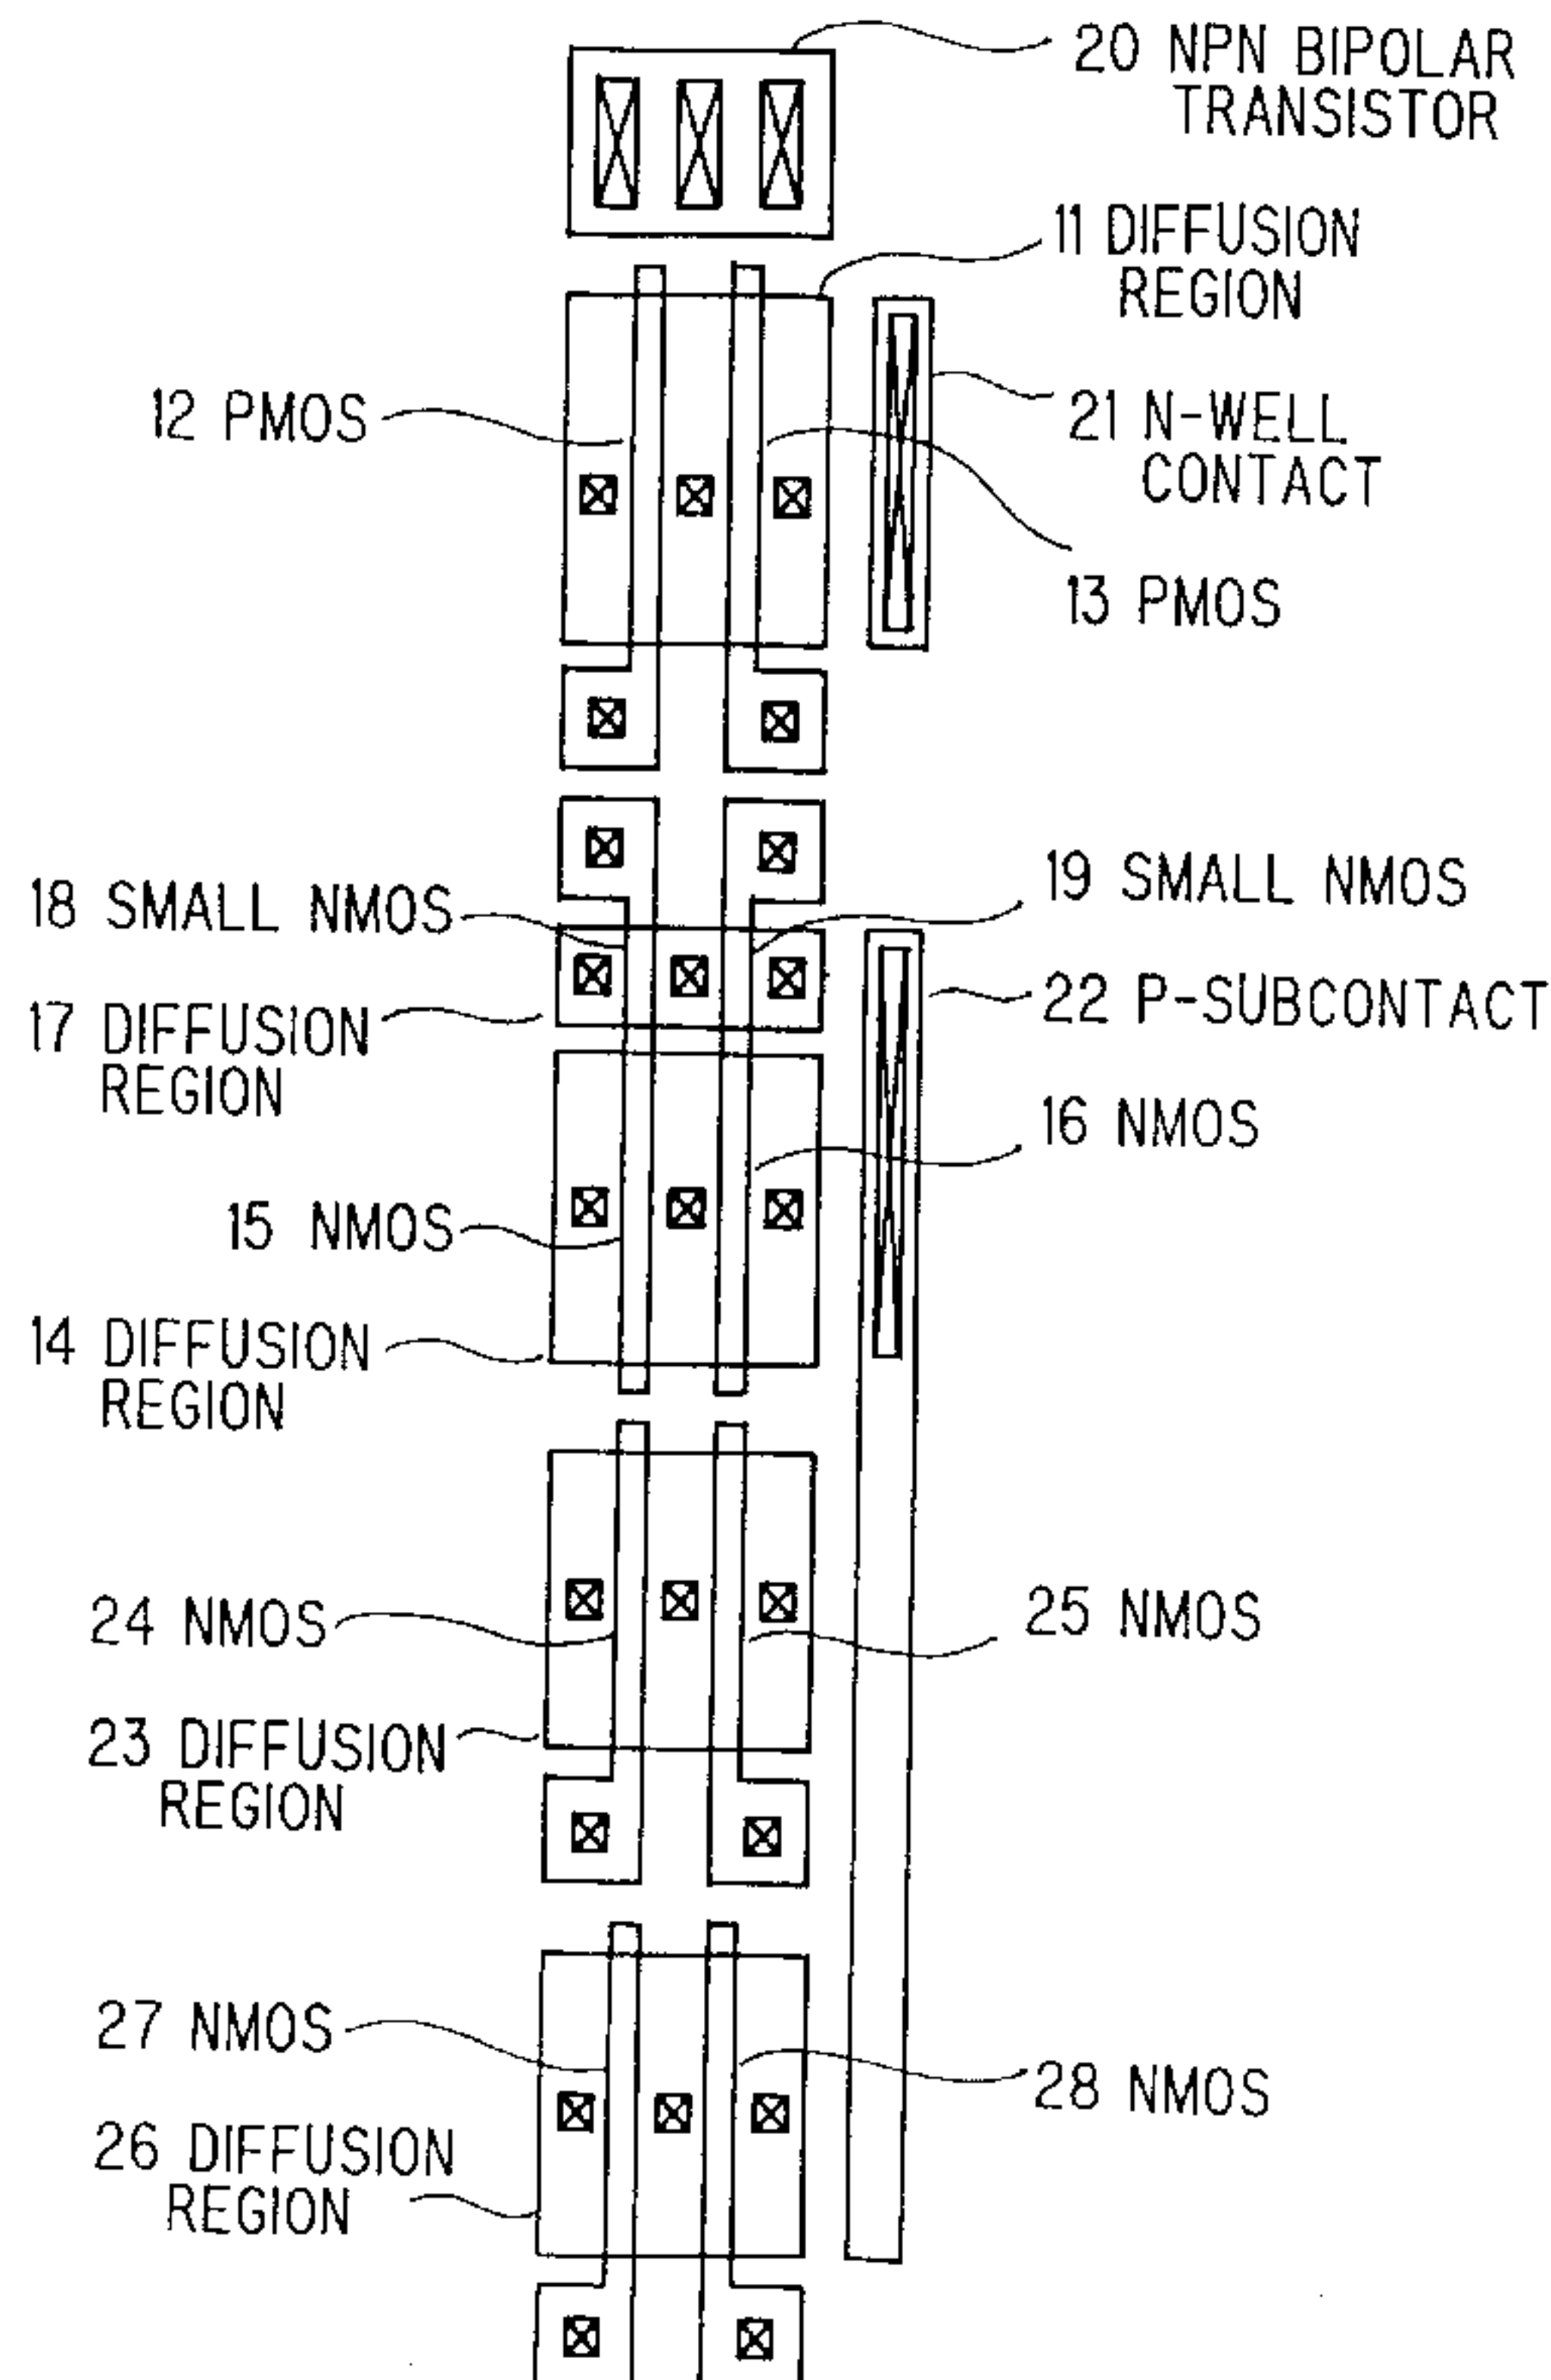 20 NPN BIPOLAR
TRANSISTOR
11 DIFFUSION
REGION
12 PMOS
21 N-WELL
CONTACT
13 PMOS
18 SMALL NMOS
19 SMALL NMOS
17 DIFFUSION
REGION
22 P-SUBCONTACT
16 NMOS
15 NMOS
14 DIFFUSION
REGION
24 NMOS
25 NMOS
23 DIFFUSION
REGION
27 NMOS
28 NMOS
26 DIFFUSION
REGION